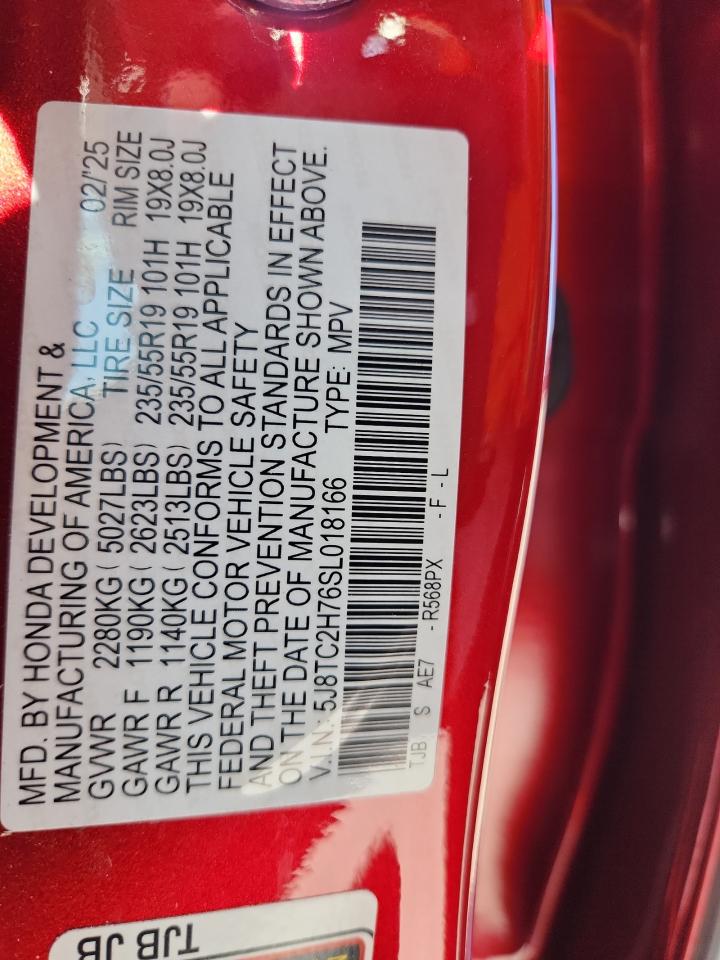 MFD. BY HONDA DEVELOPMENT &
MANUFACTURING OF AMERICA, LLC 02/'25
GVWR 2280KG ( 5027LBS) TIRE SIZE RIM SIZE
GAWR F 1190KG ( 2623LBS) 235/55R19 101H 19X8.0J
GAWR R 1140KG ( 2513LBS) 235/55R19 101H 19X8.0J
THIS VEHICLE CONFORMS TO ALL APPLICABLE
FEDERAL MOTOR VEHICLE SAFETY
AND THEFT PREVENTION STANDARDS IN EFFECT
ON THE DATE OF MANUFACTURE SHOWN ABOVE.
V.I.N.: 5J8TC2H76SL018166 TYPE: MPV
TJB S AE7 - R568PX - F - L
TJB JB